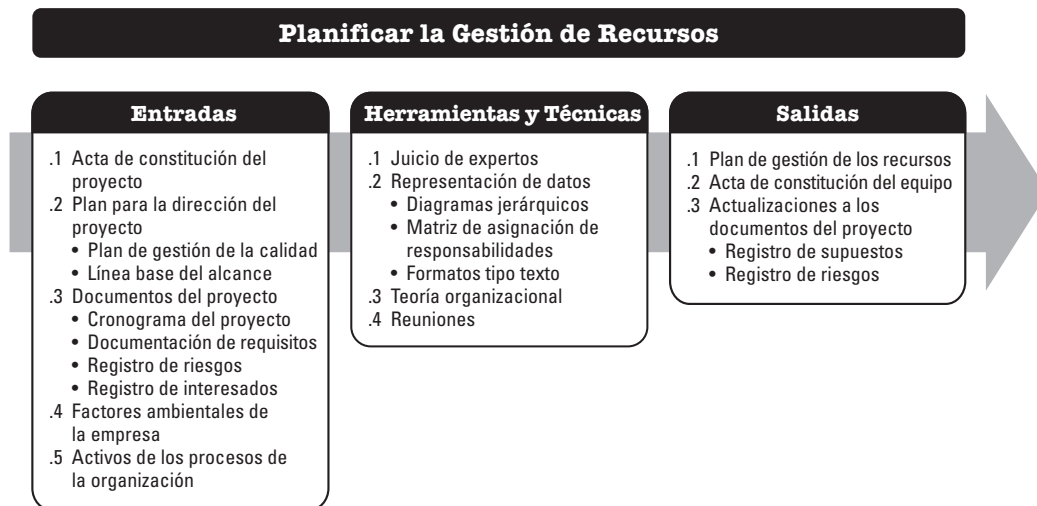 Planificar la Gestión de Recursos
Entradas
.1 Acta de constitución del
proyecto
.2 Plan para la dirección del
proyecto
• Plan de gestión de la calidad
• Línea base del alcance
.3 Documentos del proyecto
• Cronograma del proyecto
• Documentación de requisitos
• Registro de riesgos
• Registro de interesados
.4 Factores ambientales de
la empresa
.5 Activos de los procesos de
la organización
Herramientas y Técnicas
.1 Juicio de expertos
.2 Representación de datos
• Diagramas jerárquicos
• Matriz de asignación de
responsabilidades
• Formatos tipo texto
.3 Teoría organizacional
.4 Reuniones
Salidas
.1 Plan de gestión de los recursos
.2 Acta de constitución del equipo
.3 Actualizaciones a los
documentos del proyecto
• Registro de supuestos
• Registro de riesgos